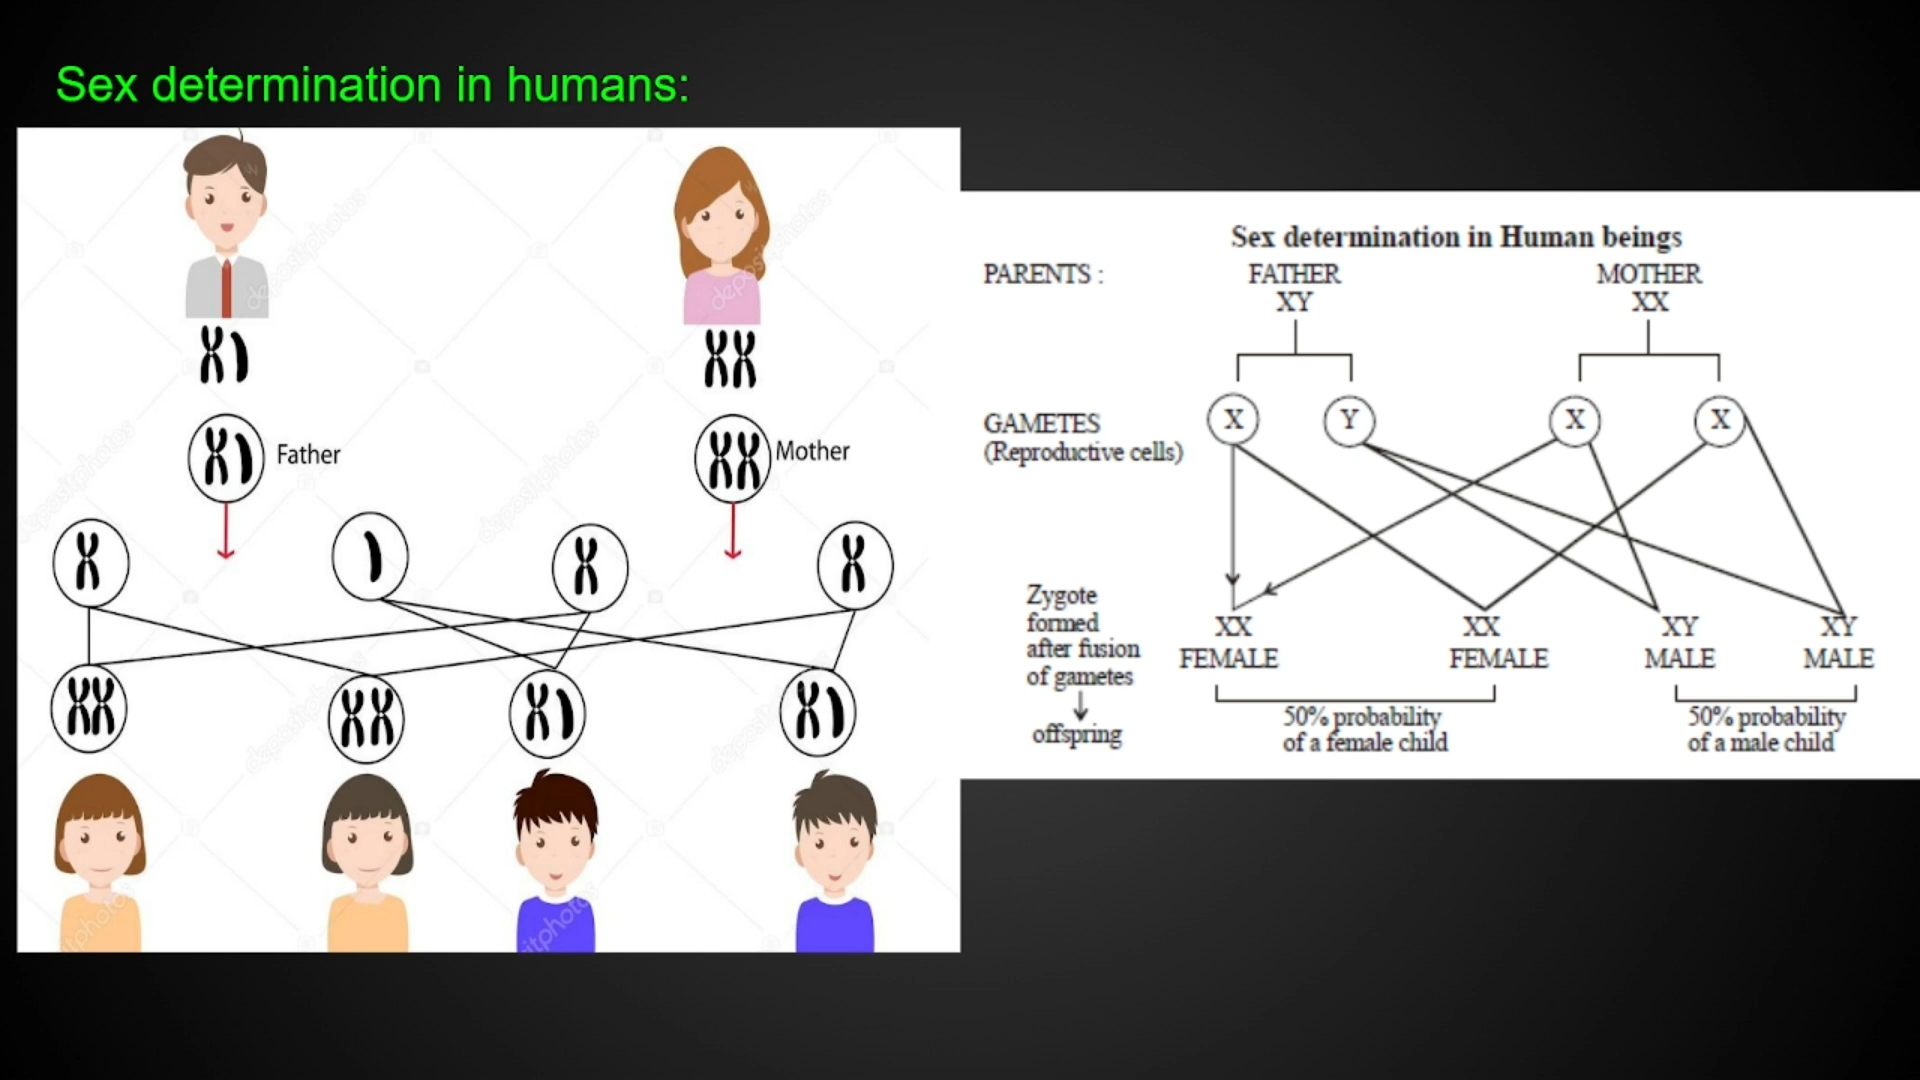 Sex determination in humans:
Father
Mother
depositphotos
Sex determination in Human beings
PARENTS :
FATHER
MOTHER
XY
XX
GAMETES
(Reproductive cells)
X
Y
X
X
Zygote
formed
after fusion
of gametes
offspring
XX
XX
XY
XY
FEMALE
FEMALE
MALE
MALE
50% probability
of a female child
50% probability
of a male child